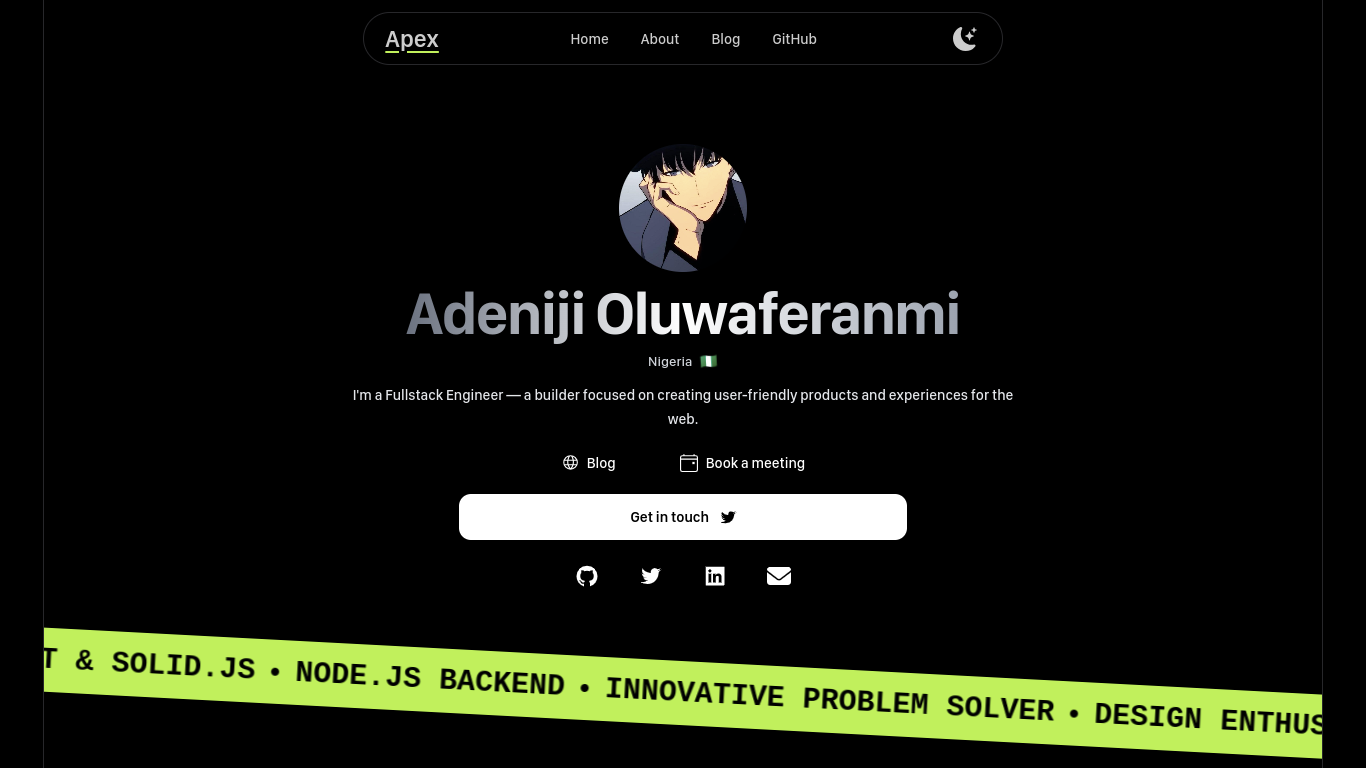 Apex
Home
About
Blog
GitHub
Adeniji Oluwaferanmi
Nigeria 🇳🇬
I'm a Fullstack Engineer — a builder focused on creating user-friendly products and experiences for the
web.
Blog
Book a meeting
Get in touch
T & SOLID.JS • NODE.JS BACKEND • INNOVATIVE PROBLEM SOLVER • DESIGN ENTHUS